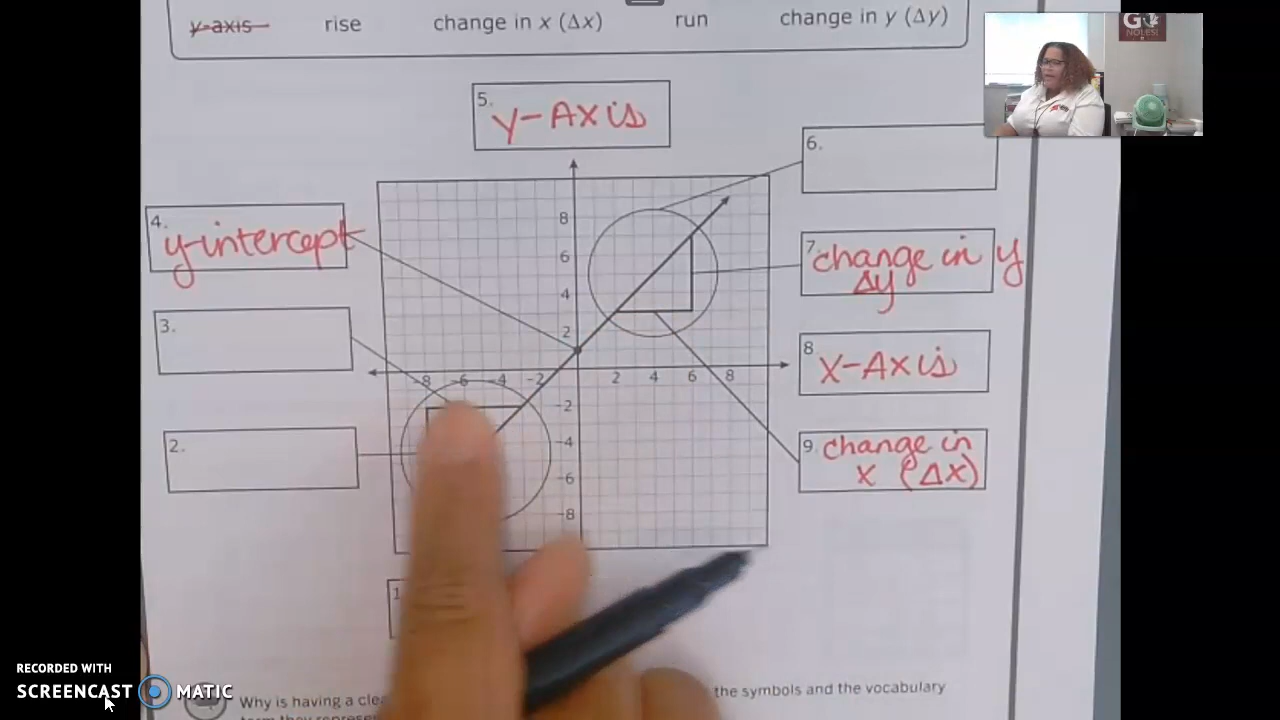 y-axis rise change in x (Δx) run change in y (Δy)
5. y-Axis
6.
4. y-intercept
7 change in y
Δy
3.
8 X-Axis
2.
9. change in
x (Δx)
8
6
4
2
-8 -6 -4 -2 2 4 6 8
-2
-4
-6
-8
1
Why is having a the symbols and the vocabulary
term they
RECORDED WITH
SCREENCAST MATIC